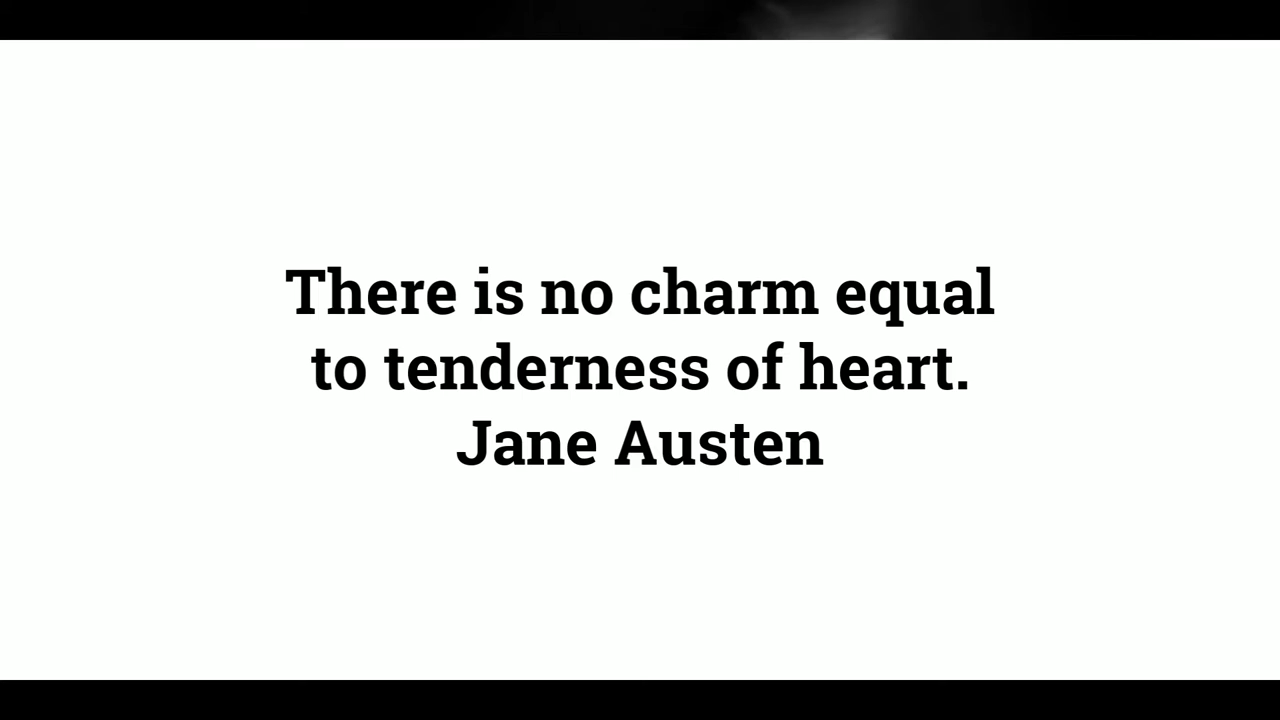 There is no charm equal
to tenderness of heart.
Jane Austen